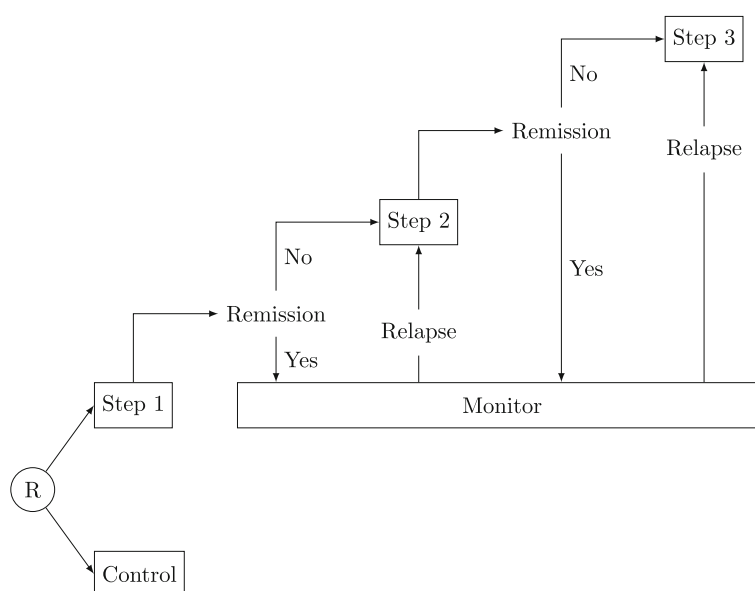 Step 3
No
Remission
Relapse
Step 2
No
Yes
Remission
Relapse
Yes
Step 1
Monitor
R
Control